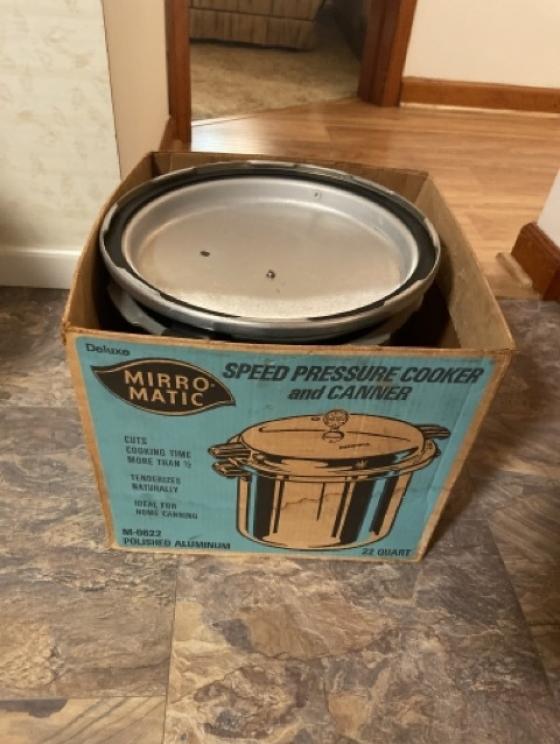 Deluxe
MIRRO-
MATIC
SPEED PRESSURE COOKER
and CANNER
CUTS
COOKING TIME
MORE THAN ½
TENDERIZES
NATURALLY
IDEAL FOR
HOME CANNING
M-0622
POLISHED ALUMINUM
22 QUART